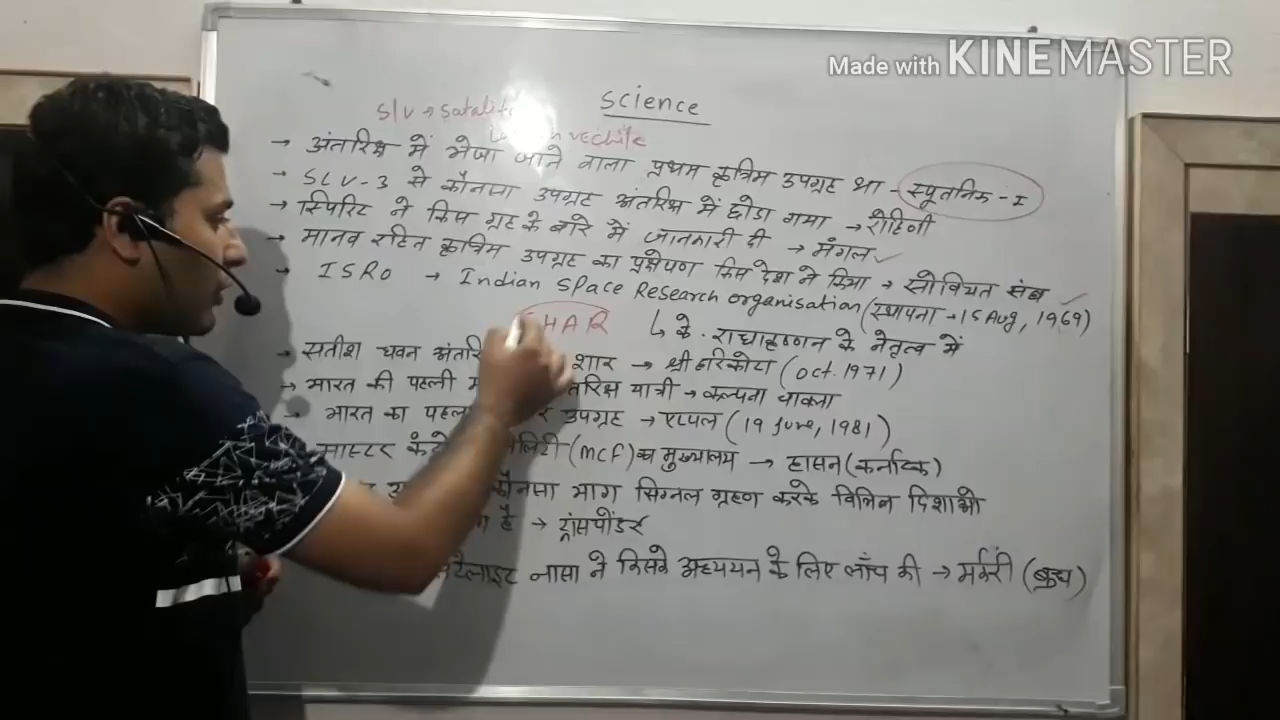 Made with KINEMASTER
Science
SLV → Satalit
vechile
→ अंतरिक्ष में भेजा जाने वाला प्रथम कृत्रिम उपग्रह था - स्पूतनिक - I
→ SLV-3 से कौनसा उपग्रह अंतरिक्ष में छोडा गया → रोहिणी
→ स्पिरिट ने किस ग्रह के बारे में जानकारी दी → मंगल
→ मानव रहित कृत्रिम उपग्रह का प्रक्षेपण किस देश ने किया → सोवियत संघ
→ ISRO → Indian Space Research organisation (स्थापना → 15 Aug, 1969)
SHAR
↳ के. राधाकृष्णन के नेतृत्व में
→ सतीश धवन अंतरि शार → श्री हरिकोटा (oct. 1971)
→ भारत की पहली म तरिक्ष यात्री → कल्पना चावला
→ भारत का पहला उपग्रह → एप्पल (19 June, 1981)
मास्टर कंट्रो सिलिटी (MCF) का मुख्यालय → हासन (कर्नाटक)
कौनसा भाग सिग्नल ग्रहण करके विभिन्न दिशाओ
है → ट्रांसपोंडर
टेलाइट नासा ने किसके अध्ययन के लिए लाँच की → मर्करी (बुध)